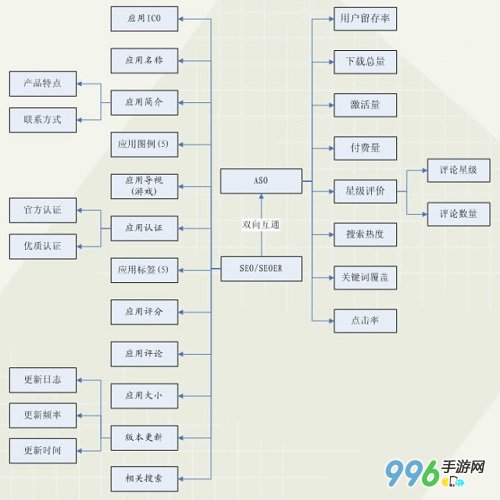 应用ICO
应用名称
产品特点
联系方式
应用简介
应用图例(5)
应用导视
(游戏)
官方认证
优质认证
应用认证
应用标签(5)
应用评分
应用评论
应用大小
更新日志
更新频率
更新时间
版本更新
相关搜索
ASO
双向互通
SEO/SEOER
用户留存率
下载总量
激活量
付费量
星级评价
评论星级
评论数量
搜索热度
关键词覆盖
点击率
996手游网